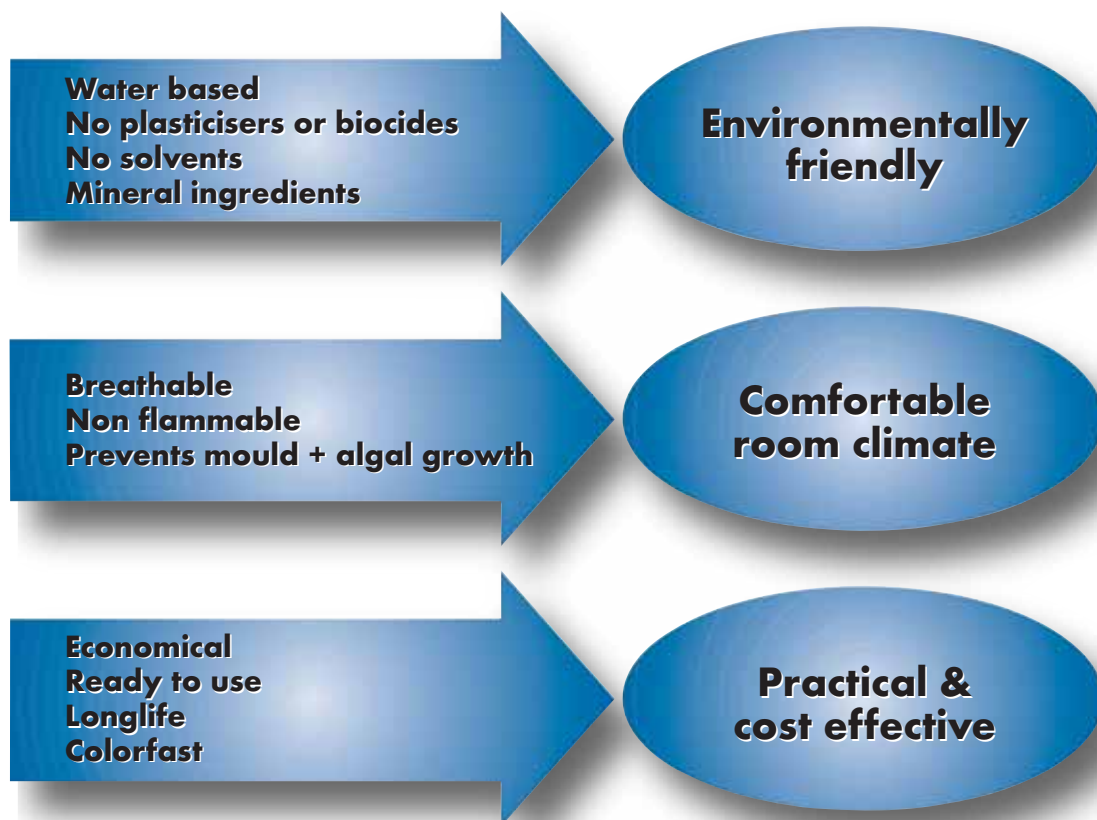 Water based
No plasticisers or biocides
No solvents
Mineral ingredients
Environmentally
friendly
Breathable
Non flammable
Prevents mould + algal growth
Comfortable
room climate
Economical
Ready to use
Longlife
Colorfast
Practical &
cost effective